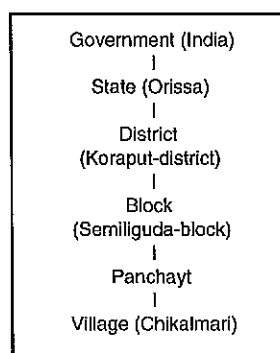 Government (India)
State (Orissa)
District
(Koraput-district)
Block
(Semiliguda-block)
Panchayt
Village (Chikalmari)